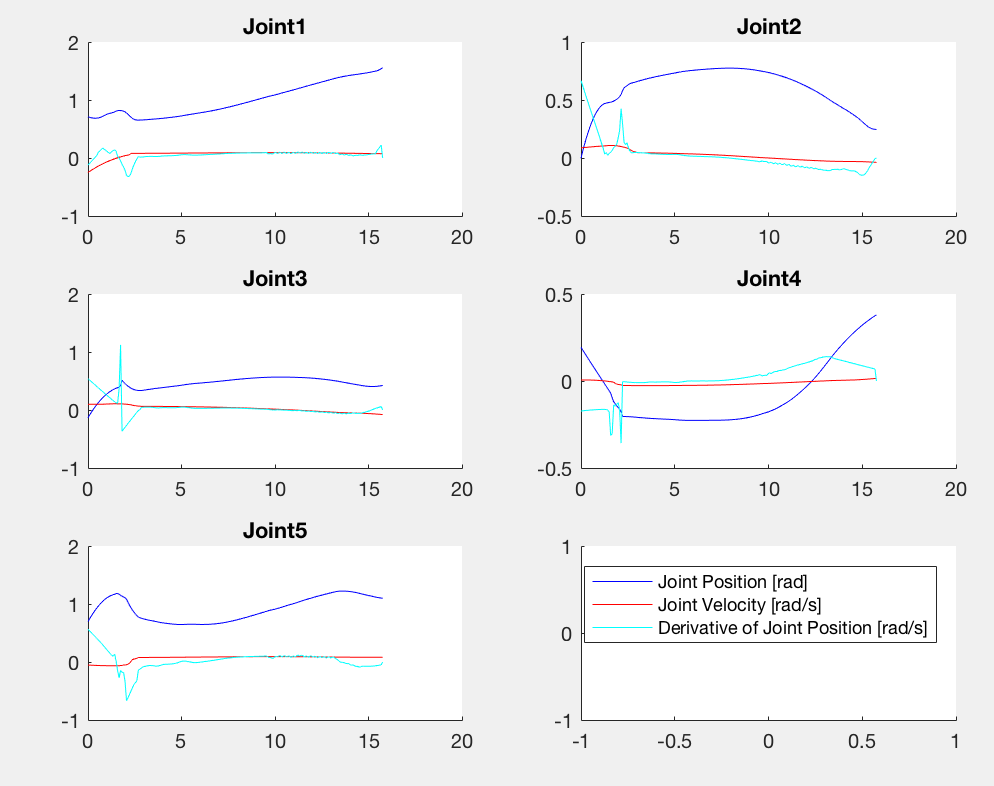 Joint1
2
1
0
-1
0 5 10 15 20
Joint2
1
0.5
0
-0.5
0 5 10 15 20
Joint3
2
1
0
-1
0 5 10 15 20
Joint4
0.5
0
-0.5
0 5 10 15 20
Joint5
2
1
0
-1
0 5 10 15 20
1
0
-1
-1 -0.5 0 0.5 1
Joint Position [rad]
Joint Velocity [rad/s]
Derivative of Joint Position [rad/s]